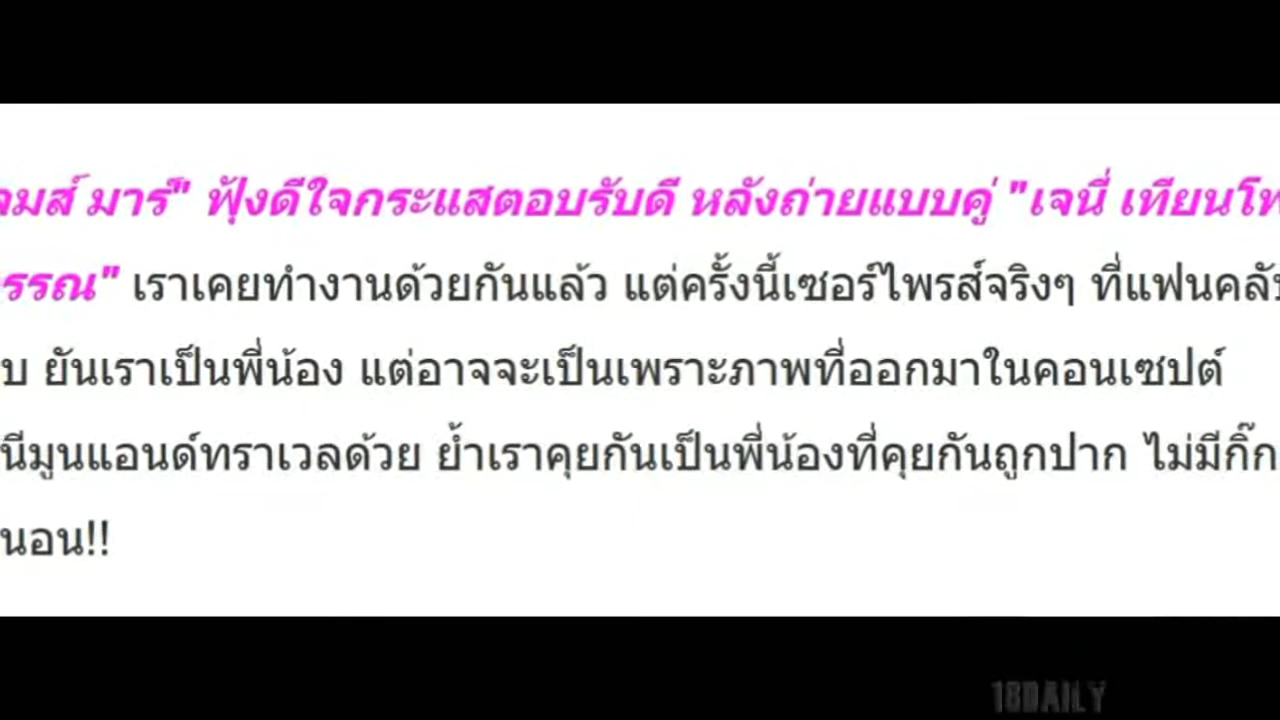 จมส์ มาร์" ฟุ้งดีใจกระแสตอบรับดี หลังถ่ายแบบคู่ "เจนี่ เทียนโพ
รรณ" เราเคยทำงานด้วยกันแล้ว แต่ครั้งนี้เซอร์ไพรส์จริงๆ ที่แฟนคลับ
บ ยันเราเป็นพี่น้อง แต่อาจจะเป็นเพราะภาพที่ออกมาในคอนเซปต์
นีมูนแอนด์ทราเวลด้วย ย้ำเราคุยกันเป็นพี่น้องที่คุยกันถูกปาก ไม่มีกิ๊ก
นอน!!
18DAILY